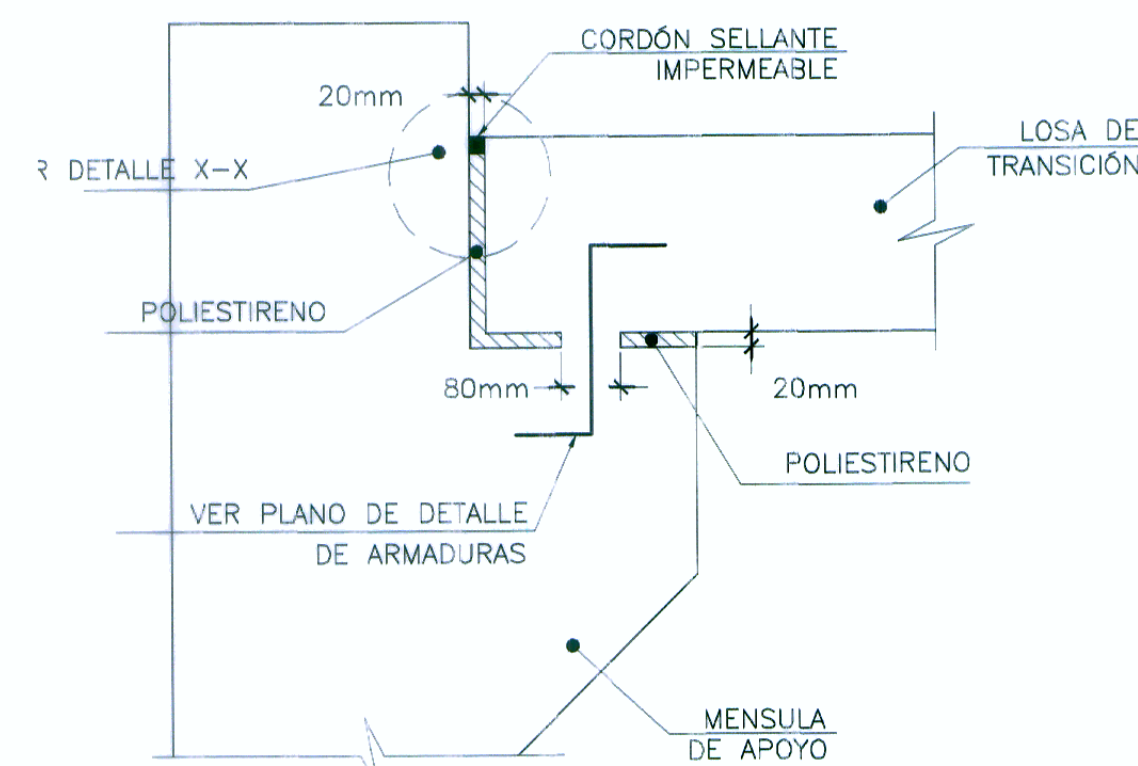 CORDÓN SELLANTE
IMPERMEABLE
20mm
LOSA DE
TRANSICIÓN
R DETALLE X-X
POLIESTIRENO
80mm
20mm
POLIESTIRENO
VER PLANO DE DETALLE
DE ARMADURAS
MENSULA
DE APOYO